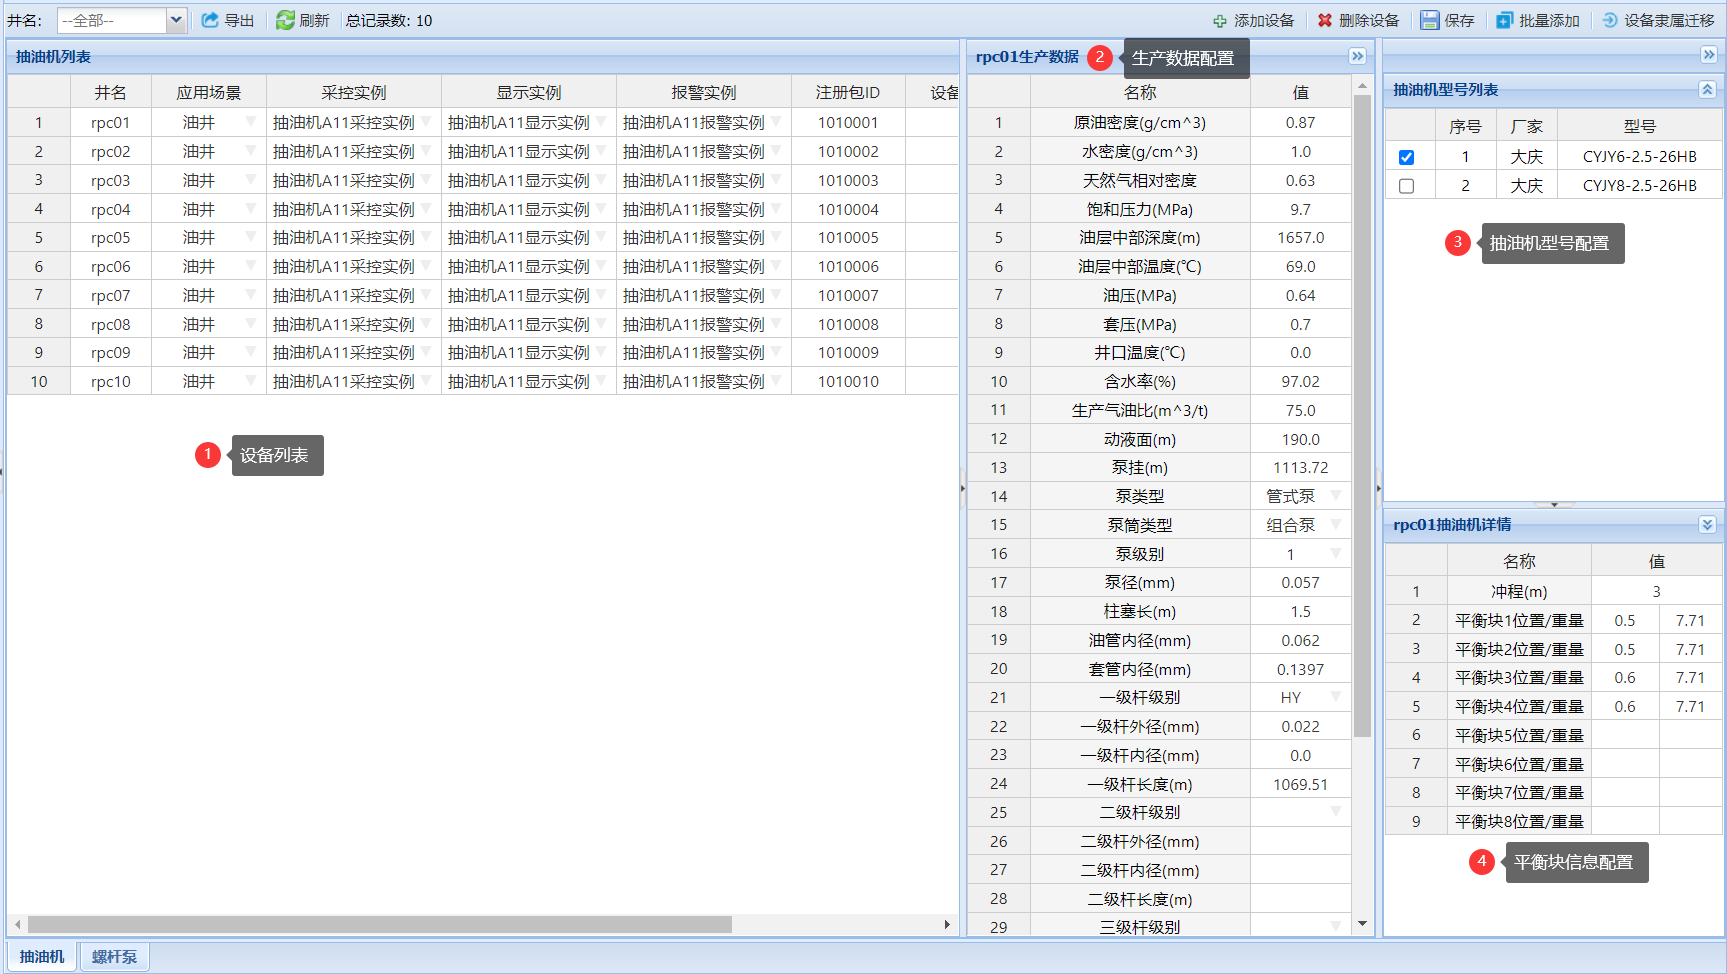 井名: --全部-- 导出 刷新 总记录数: 10 添加设备 删除设备 保存 批量添加 设备隶属迁移
抽油机列表
井名 应用场景 采控实例 显示实例 报警实例 注册包ID 设备
1 rpc01 油井 抽油机A11采控实例 抽油机A11显示实例 抽油机A11报警实例 1010001
2 rpc02 油井 抽油机A11采控实例 抽油机A11显示实例 抽油机A11报警实例 1010002
3 rpc03 油井 抽油机A11采控实例 抽油机A11显示实例 抽油机A11报警实例 1010003
4 rpc04 油井 抽油机A11采控实例 抽油机A11显示实例 抽油机A11报警实例 1010004
5 rpc05 油井 抽油机A11采控实例 抽油机A11显示实例 抽油机A11报警实例 1010005
6 rpc06 油井 抽油机A11采控实例 抽油机A11显示实例 抽油机A11报警实例 1010006
7 rpc07 油井 抽油机A11采控实例 抽油机A11显示实例 抽油机A11报警实例 1010007
8 rpc08 油井 抽油机A11采控实例 抽油机A11显示实例 抽油机A11报警实例 1010008
9 rpc09 油井 抽油机A11采控实例 抽油机A11显示实例 抽油机A11报警实例 1010009
10 rpc10 油井 抽油机A11采控实例 抽油机A11显示实例 抽油机A11报警实例 1010010
1 设备列表
rpc01生产数据 2 生产数据配置
名称 值
1 原油密度(g/cm^3) 0.87
2 水密度(g/cm^3) 1.0
3 天然气相对密度 0.63
4 饱和压力(MPa) 9.7
5 油层中部深度(m) 1657.0
6 油层中部温度(℃) 69.0
7 油压(MPa) 0.64
8 套压(MPa) 0.7
9 井口温度(℃) 0.0
10 含水率(%) 97.02
11 生产气油比(m^3/t) 75.0
12 动液面(m) 190.0
13 泵挂(m) 1113.72
14 泵类型 管式泵
15 泵筒类型 组合泵
16 泵级别 1
17 泵径(mm) 0.057
18 柱塞长(m) 1.5
19 油管内径(mm) 0.062
20 套管内径(mm) 0.1397
21 一级杆级别 HY
22 一级杆外径(mm) 0.022
23 一级杆内径(mm) 0.0
24 一级杆长度(m) 1069.51
25 二级杆级别
26 二级杆外径(mm)
27 二级杆内径(mm)
28 二级杆长度(m)
29 三级杆级别
抽油机型号列表
序号 厂家 型号
1 大庆 CYJY6-2.5-26HB
2 大庆 CYJY8-2.5-26HB
3 抽油机型号配置
rpc01抽油机详情
名称 值
1 冲程(m) 3
2 平衡块1位置/重量 0.5 7.71
3 平衡块2位置/重量 0.5 7.71
4 平衡块3位置/重量 0.6 7.71
5 平衡块4位置/重量 0.6 7.71
6 平衡块5位置/重量
7 平衡块6位置/重量
8 平衡块7位置/重量
9 平衡块8位置/重量
4 平衡块信息配置
抽油机 螺杆泵